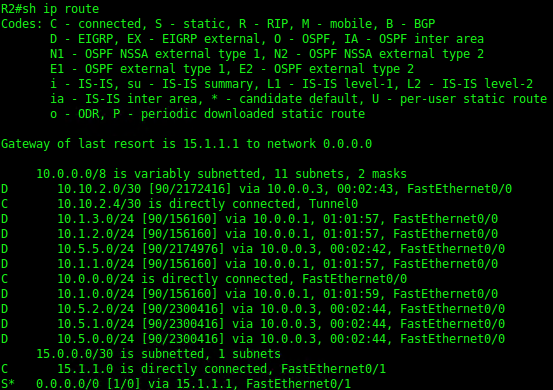 R2#sh ip route
Codes: C - connected, S - static, R - RIP, M - mobile, B - BGP
       D - EIGRP, EX - EIGRP external, O - OSPF, IA - OSPF inter area
       N1 - OSPF NSSA external type 1, N2 - OSPF NSSA external type 2
       E1 - OSPF external type 1, E2 - OSPF external type 2
       i - IS-IS, su - IS-IS summary, L1 - IS-IS level-1, L2 - IS-IS level-2
       ia - IS-IS inter area, * - candidate default, U - per-user static route
       o - ODR, P - periodic downloaded static route
Gateway of last resort is 15.1.1.1 to network 0.0.0.0
     10.0.0.0/8 is variably subnetted, 11 subnets, 2 masks
D       10.10.2.0/30 [90/2172416] via 10.0.0.3, 00:02:43, FastEthernet0/0
C       10.10.2.4/30 is directly connected, Tunnel0
D       10.1.3.0/24 [90/156160] via 10.0.0.1, 01:01:57, FastEthernet0/0
D       10.1.2.0/24 [90/156160] via 10.0.0.1, 01:01:57, FastEthernet0/0
D       10.5.5.0/24 [90/2174976] via 10.0.0.3, 00:02:42, FastEthernet0/0
D       10.1.1.0/24 [90/156160] via 10.0.0.1, 01:01:57, FastEthernet0/0
C       10.0.0.0/24 is directly connected, FastEthernet0/0
D       10.1.0.0/24 [90/156160] via 10.0.0.1, 01:01:59, FastEthernet0/0
D       10.5.2.0/24 [90/2300416] via 10.0.0.3, 00:02:44, FastEthernet0/0
D       10.5.1.0/24 [90/2300416] via 10.0.0.3, 00:02:44, FastEthernet0/0
D       10.5.0.0/24 [90/2300416] via 10.0.0.3, 00:02:44, FastEthernet0/0
     15.0.0.0/30 is subnetted, 1 subnets
C       15.1.1.0 is directly connected, FastEthernet0/1
S*   0.0.0.0/0 [1/0] via 15.1.1.1, FastEthernet0/1